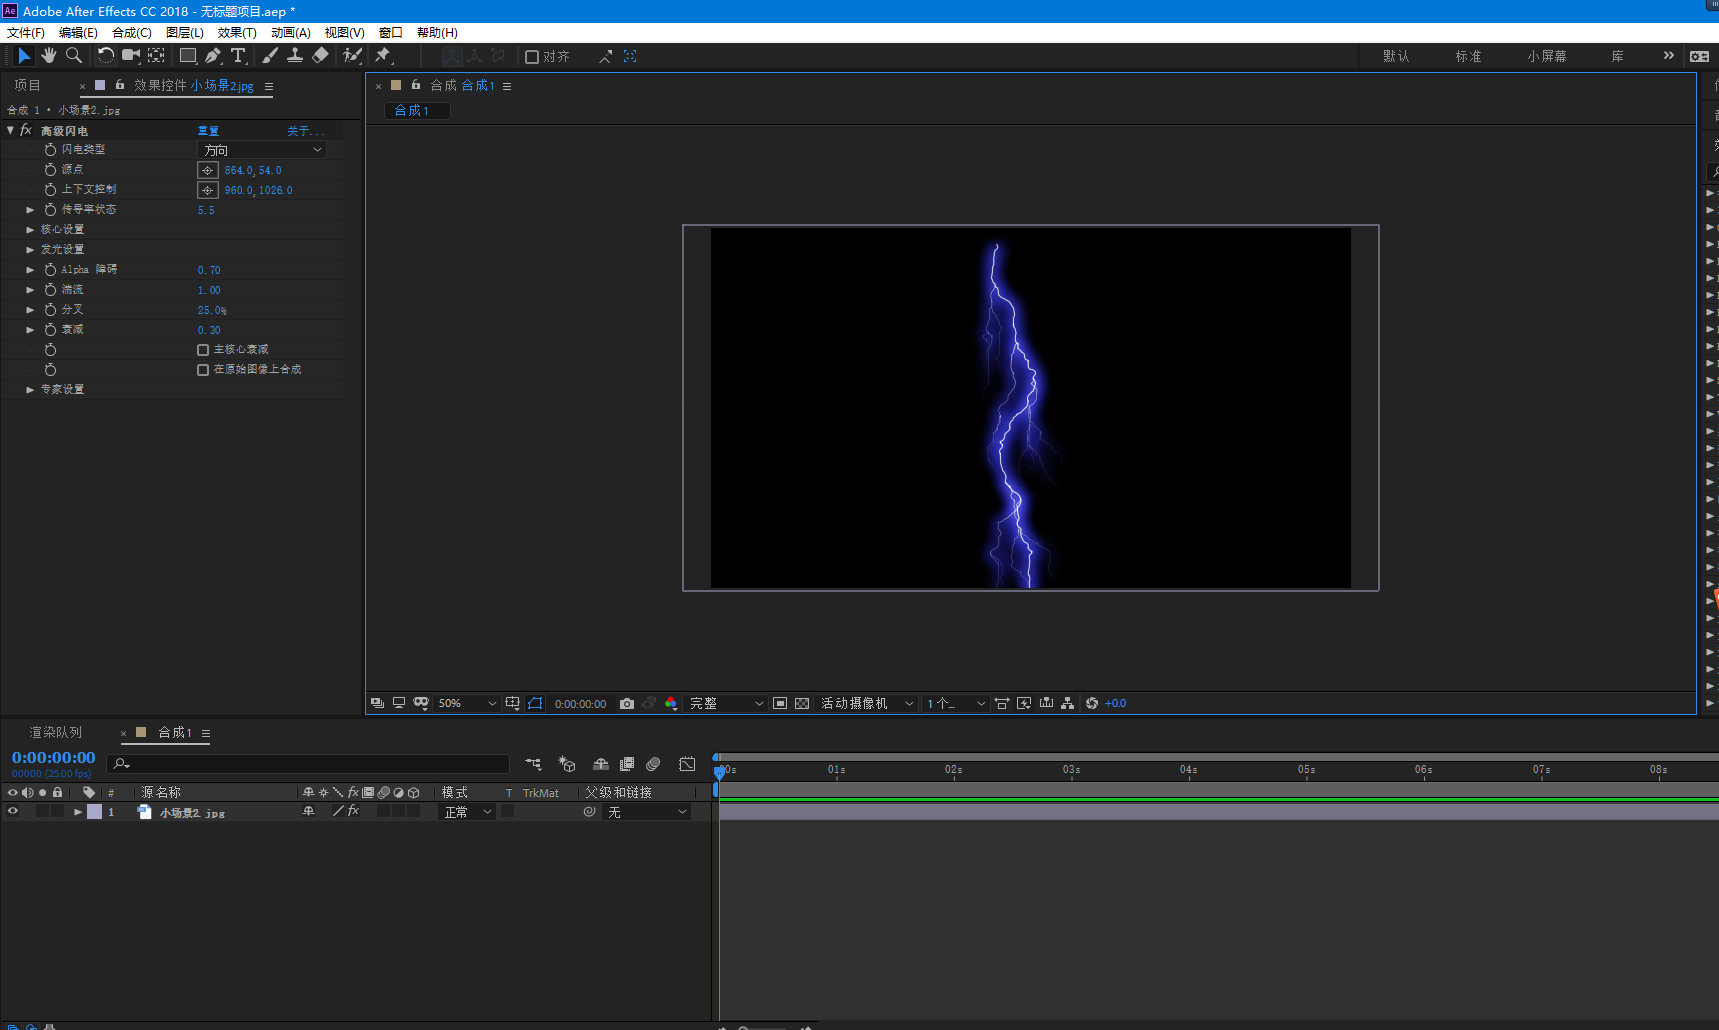 Ae Adobe After Effects CC 2018 - 无标题项目.aep *
文件(F) 编辑(E) 合成(C) 图层(L) 效果(T) 动画(A) 视图(V) 窗口 帮助(H)
T 对齐 默认 标准 小屏幕 库 »
项目 × 效果控件 小场景2.jpg
合成 1 • 小场景2.jpg
fx 高级闪电 重置 关于...
闪电类型 方向
源点 864.0,54.0
上下文控制 960.0,1026.0
传导率状态 5.5
核心设置
发光设置
Alpha 障碍 0.70
湍流 1.00
分叉 25.0%
衰减 0.30
主核心衰减
在原始图像上合成
专家设置
× 合成 合成1
合成1
50% 0:00:00:00 完整 活动摄像机 1个... +0.0
渲染队列 × 合成1
0:00:00:00
00000 (25.00 fps)
:00s 01s 02s 03s 04s 05s 06s 07s 08s
# 源名称 fx 模式 T TrkMat 父级和链接
1 小场景2.jpg fx 正常 无